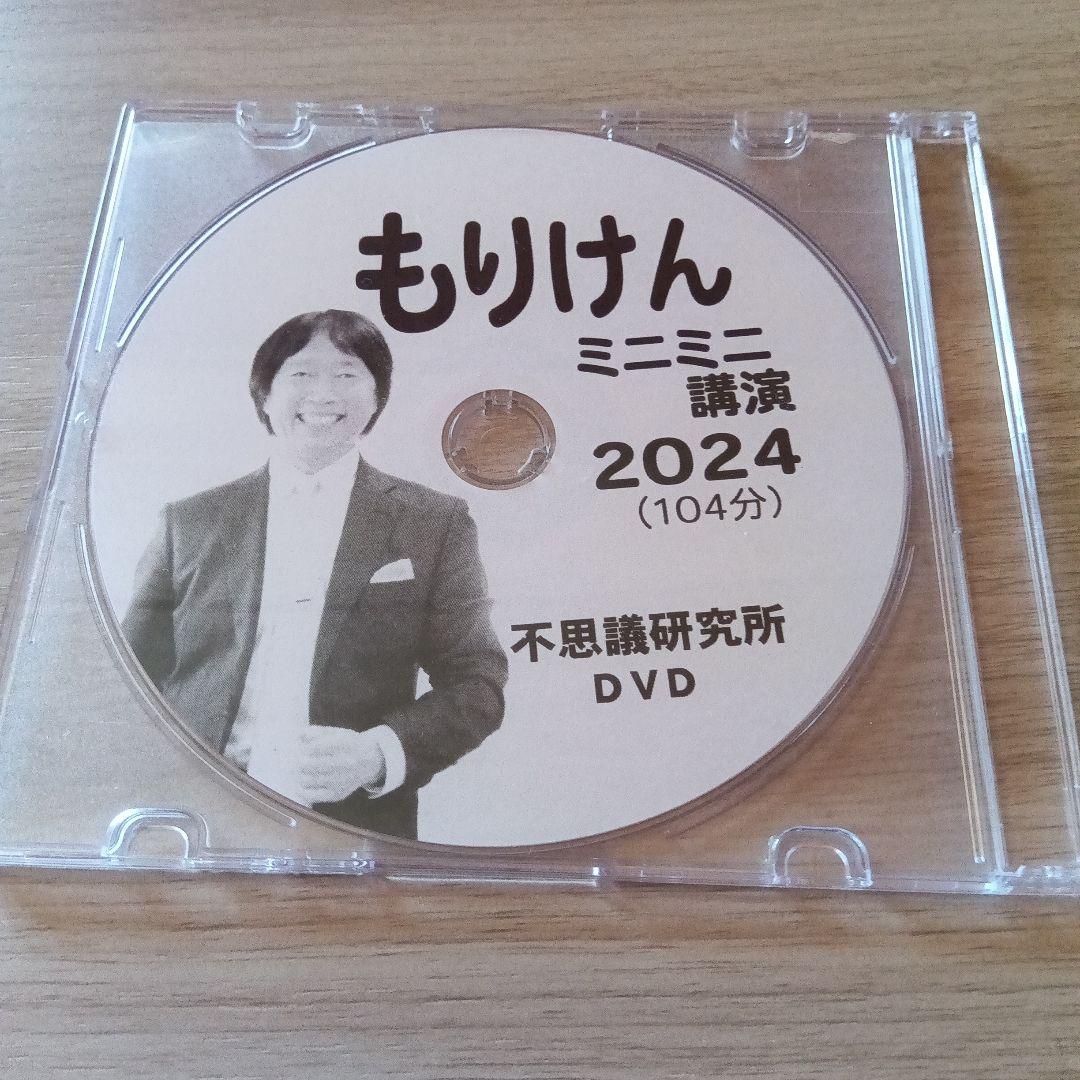 もりけん
ミニミニ
講演
2024
(104分)
不思議研究所
DVD